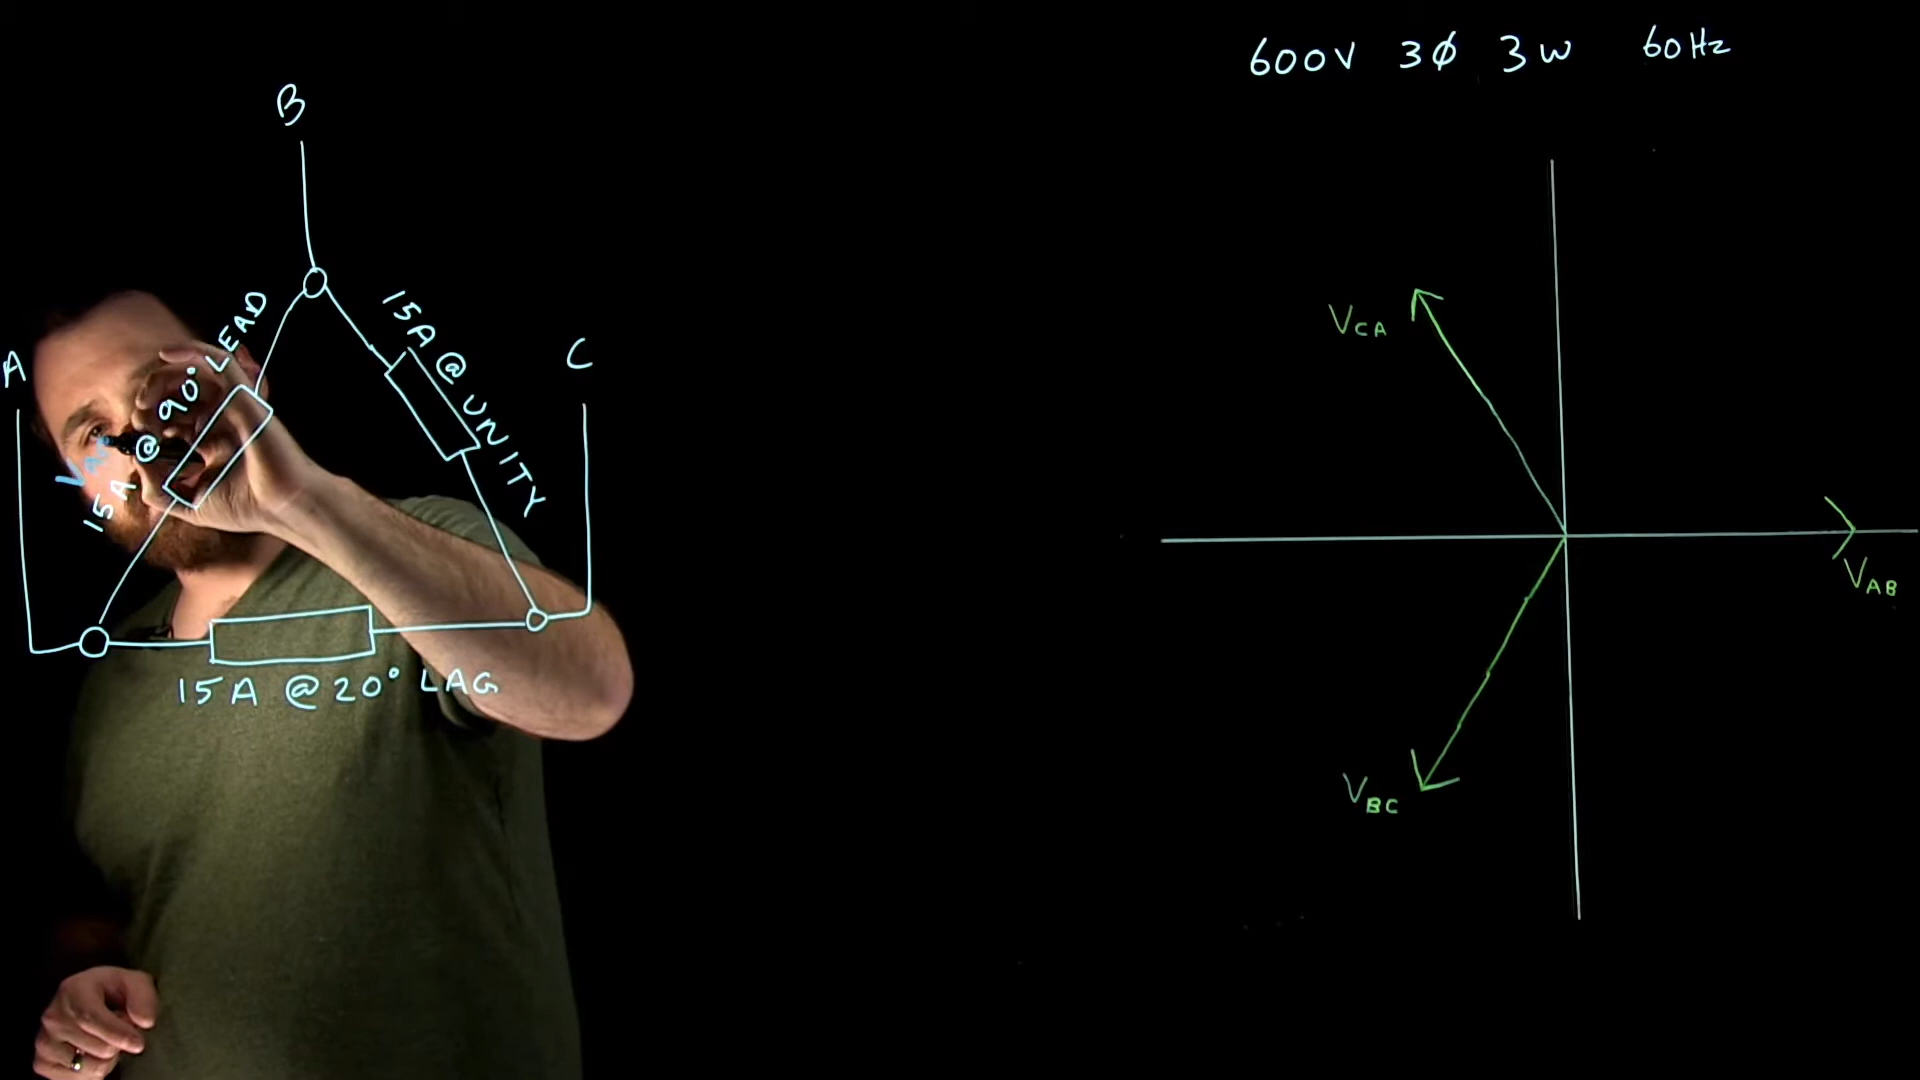 600V 3Ø 3W 60Hz
B
A
C
15A @ 90° LEAD
15A @ UNITY
15A @ 20° LAG
VCA
VAB
VBC